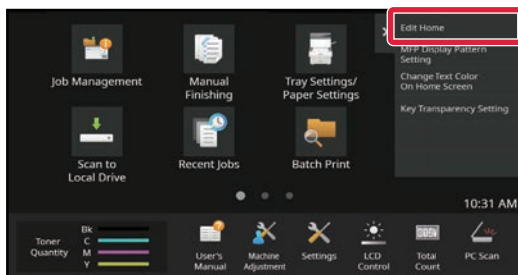 Edit Home
MFP Display Pattern
Setting
Change Text Color
On Home Screen
Key Transparency Setting
Job Management
Manual
Finishing
Tray Settings/
Paper Settings
Scan to
Local Drive
Recent Jobs
Batch Print
10:31 AM
Toner
Quantity
Bk
C
M
Y
User's
Manual
Machine
Adjustment
Settings
LCD
Control
Total
Count
PC Scan